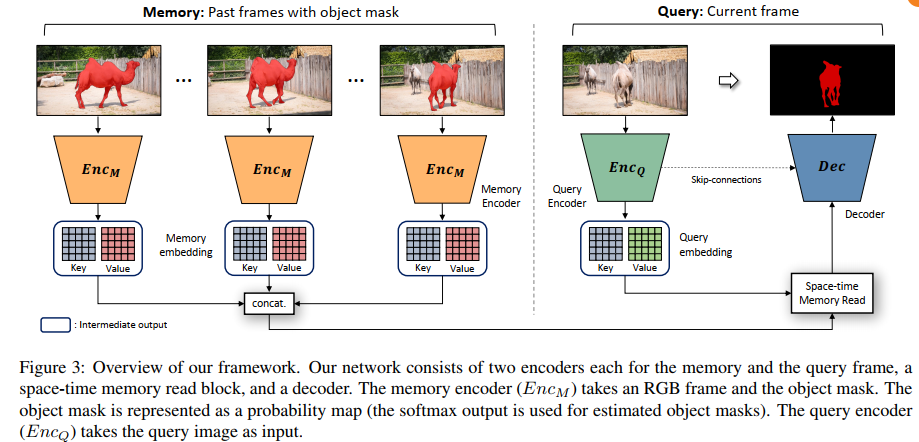 Memory: Past frames with object mask
Query: Current frame
... ...
Enc_M Enc_M Enc_M Enc_Q Dec
Memory Encoder
Query Encoder
Skip-connections
Decoder
Memory embedding
Query embedding
Key Value Key Value Key Value Key Value
concat.
Space-time Memory Read
: Intermediate output
Figure 3: Overview of our framework. Our network consists of two encoders each for the memory and the query frame, a
space-time memory read block, and a decoder. The memory encoder (Enc_M) takes an RGB frame and the object mask. The
object mask is represented as a probability map (the softmax output is used for estimated object masks). The query encoder
(Enc_Q) takes the query image as input.